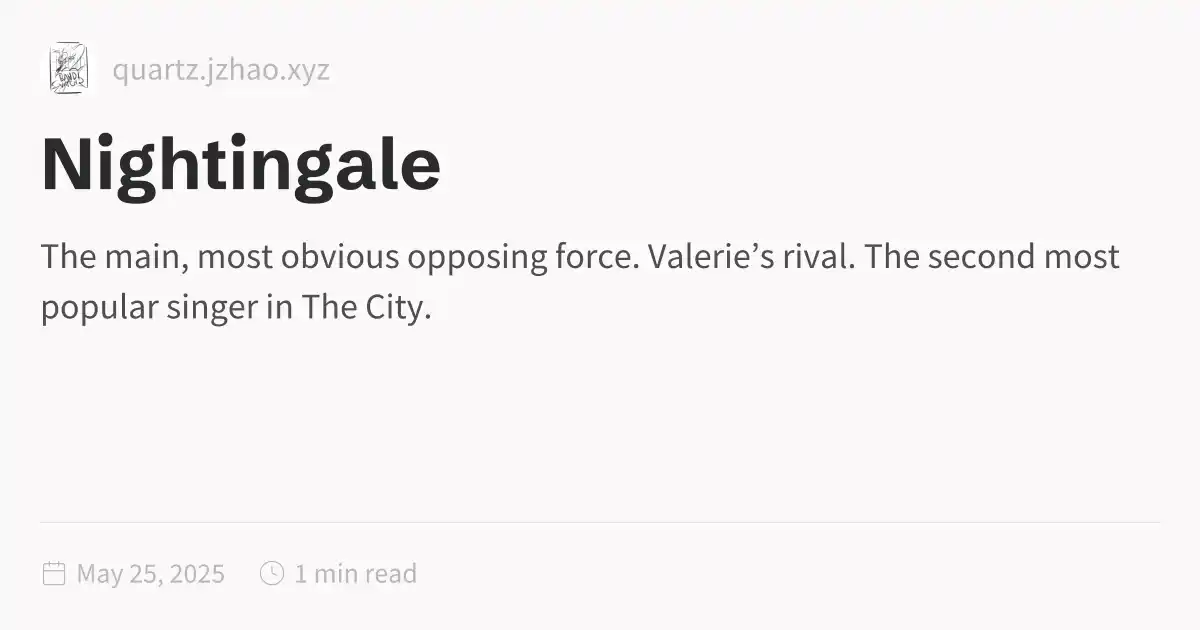 quartz.jzhao.xyz
Nightingale
The main, most obvious opposing force. Valerie’s rival. The second most
popular singer in The City.
May 25, 2025
1 min read